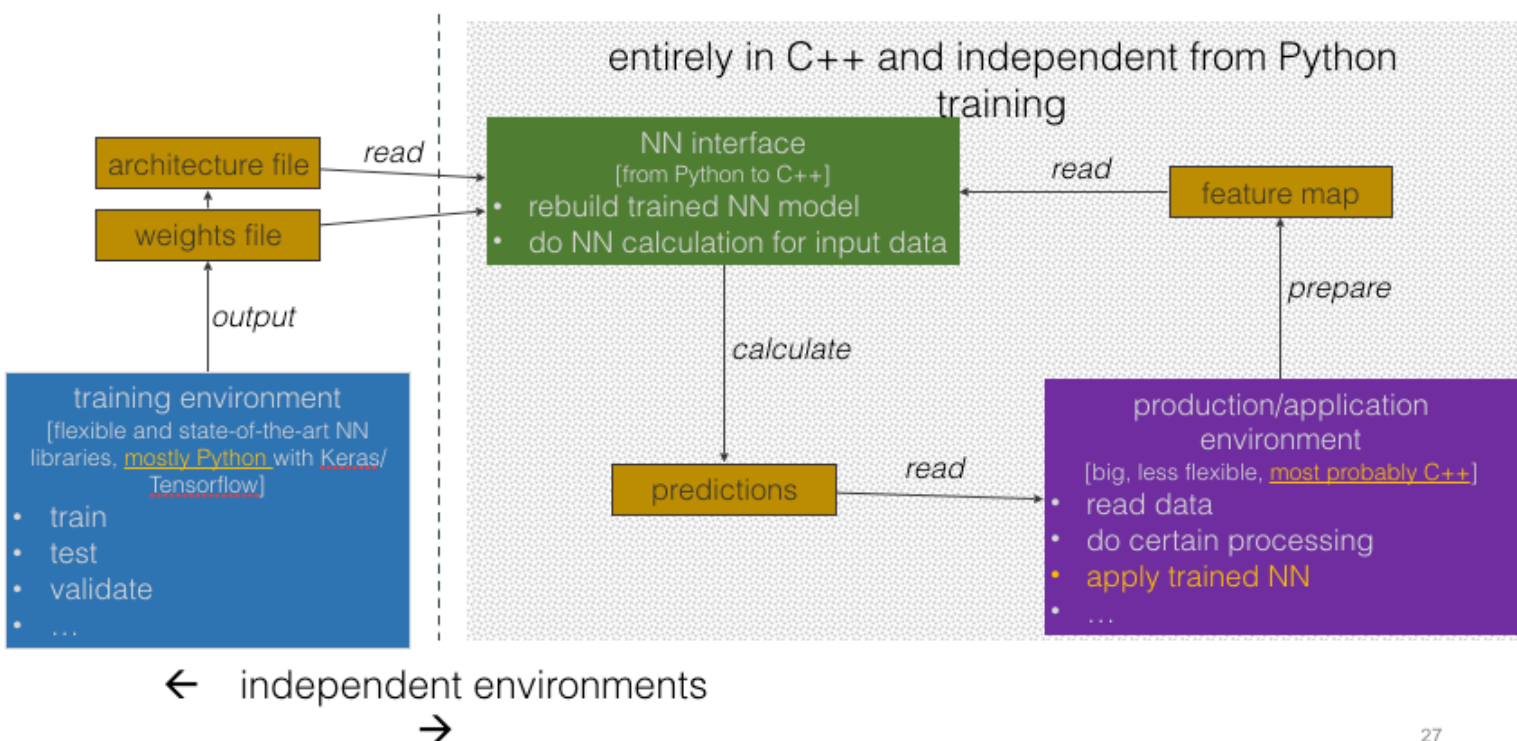 entirely in C++ and independent from Python
training
architecture file
weights file
read
output
training environment
[flexible and state-of-the-art NN
libraries, mostly Python with Keras/
Tensorflow]
• train
• test
• validate
• ...
NN interface
[from Python to C++]
• rebuild trained NN model
• do NN calculation for input data
read
feature map
prepare
calculate
predictions
read
production/application
environment
[big, less flexible, most probably C++]
• read data
• do certain processing
• apply trained NN
• ...
← independent environments
→
27